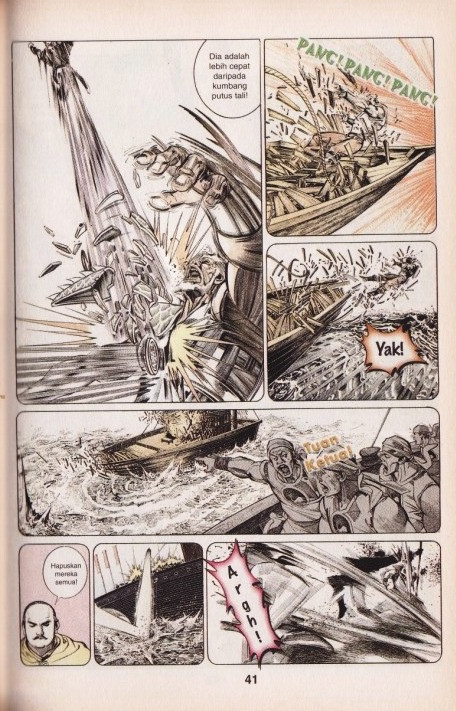 Dia adalah
lebih cepat
daripada
kumbang
putus tali!
PANG! PANG! PANG!
Yak!
Tuan
Ketua!
Hapuskan
mereka
semua!
Argh!
41